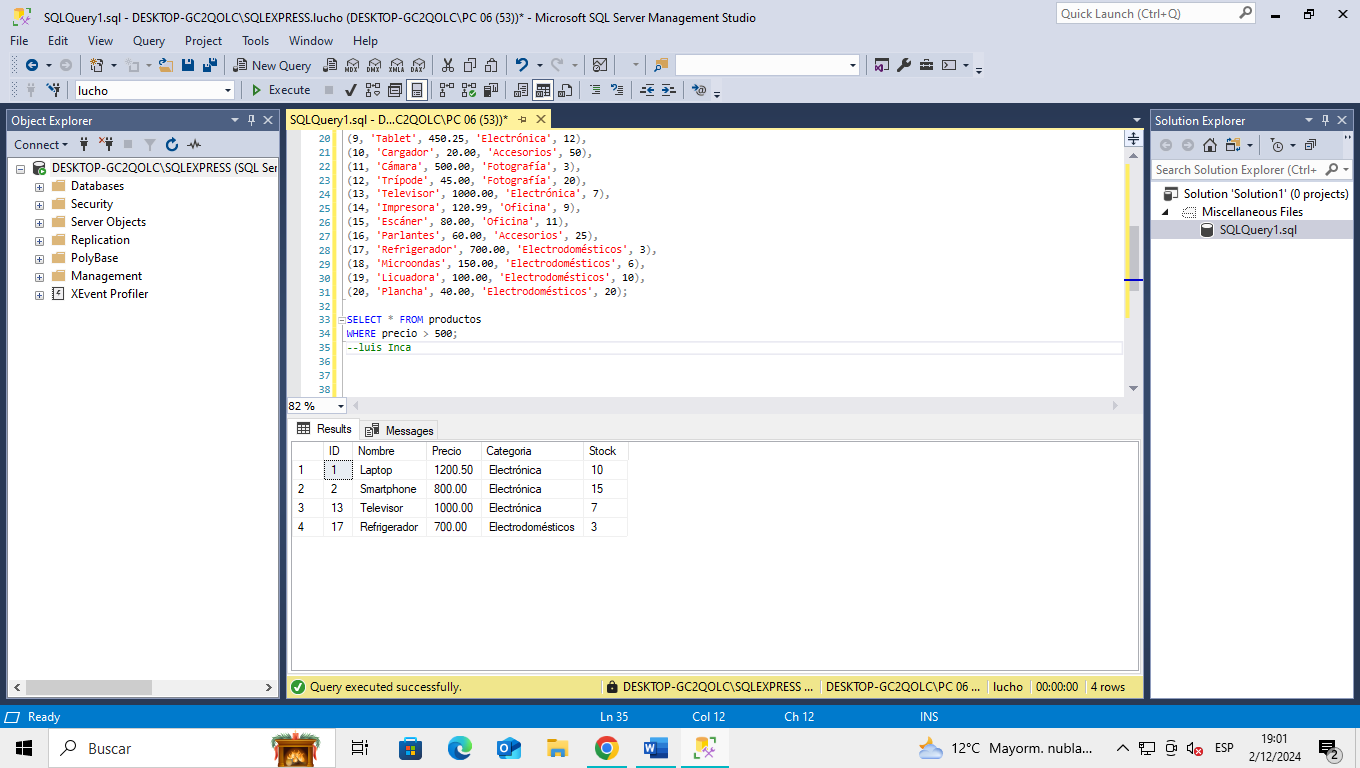 SQLQuery1.sql - DESKTOP-GC2QOLC\SQLEXPRESS.lucho (DESKTOP-GC2QOLC\PC 06 (53))* - Microsoft SQL Server Management Studio
Quick Launch (Ctrl+Q)
File Edit View Query Project Tools Window Help
New Query MDX DMX XMLA DAX
lucho Execute
Object Explorer
Connect
DESKTOP-GC2QOLC\SQLEXPRESS (SQL Ser
Databases
Security
Server Objects
Replication
PolyBase
Management
XEvent Profiler
SQLQuery1.sql - D...C2QOLC\PC 06 (53))*
20 (9, 'Tablet', 450.25, 'Electrónica', 12),
21 (10, 'Cargador', 20.00, 'Accesorios', 50),
22 (11, 'Cámara', 500.00, 'Fotografía', 3),
23 (12, 'Trípode', 45.00, 'Fotografía', 20),
24 (13, 'Televisor', 1000.00, 'Electrónica', 7),
25 (14, 'Impresora', 120.99, 'Oficina', 9),
26 (15, 'Escáner', 80.00, 'Oficina', 11),
27 (16, 'Parlantes', 60.00, 'Accesorios', 25),
28 (17, 'Refrigerador', 700.00, 'Electrodomésticos', 3),
29 (18, 'Microondas', 150.00, 'Electrodomésticos', 6),
30 (19, 'Licuadora', 100.00, 'Electrodomésticos', 10),
31 (20, 'Plancha', 40.00, 'Electrodomésticos', 20);
32
33 SELECT * FROM productos
34 WHERE precio > 500;
35 --luis Inca
36
37
38
82 %
Results Messages
ID Nombre Precio Categoria Stock
1 1 Laptop 1200.50 Electrónica 10
2 2 Smartphone 800.00 Electrónica 15
3 13 Televisor 1000.00 Electrónica 7
4 17 Refrigerador 700.00 Electrodomésticos 3
Query executed successfully. DESKTOP-GC2QOLC\SQLEXPRESS ... DESKTOP-GC2QOLC\PC 06 ... lucho 00:00:00 4 rows
Solution Explorer
Search Solution Explorer (Ctrl+
Solution 'Solution1' (0 projects)
Miscellaneous Files
SQLQuery1.sql
Ready Ln 35 Col 12 Ch 12 INS
Buscar
12°C Mayorm. nubla... ESP
19:01
2/12/2024
2